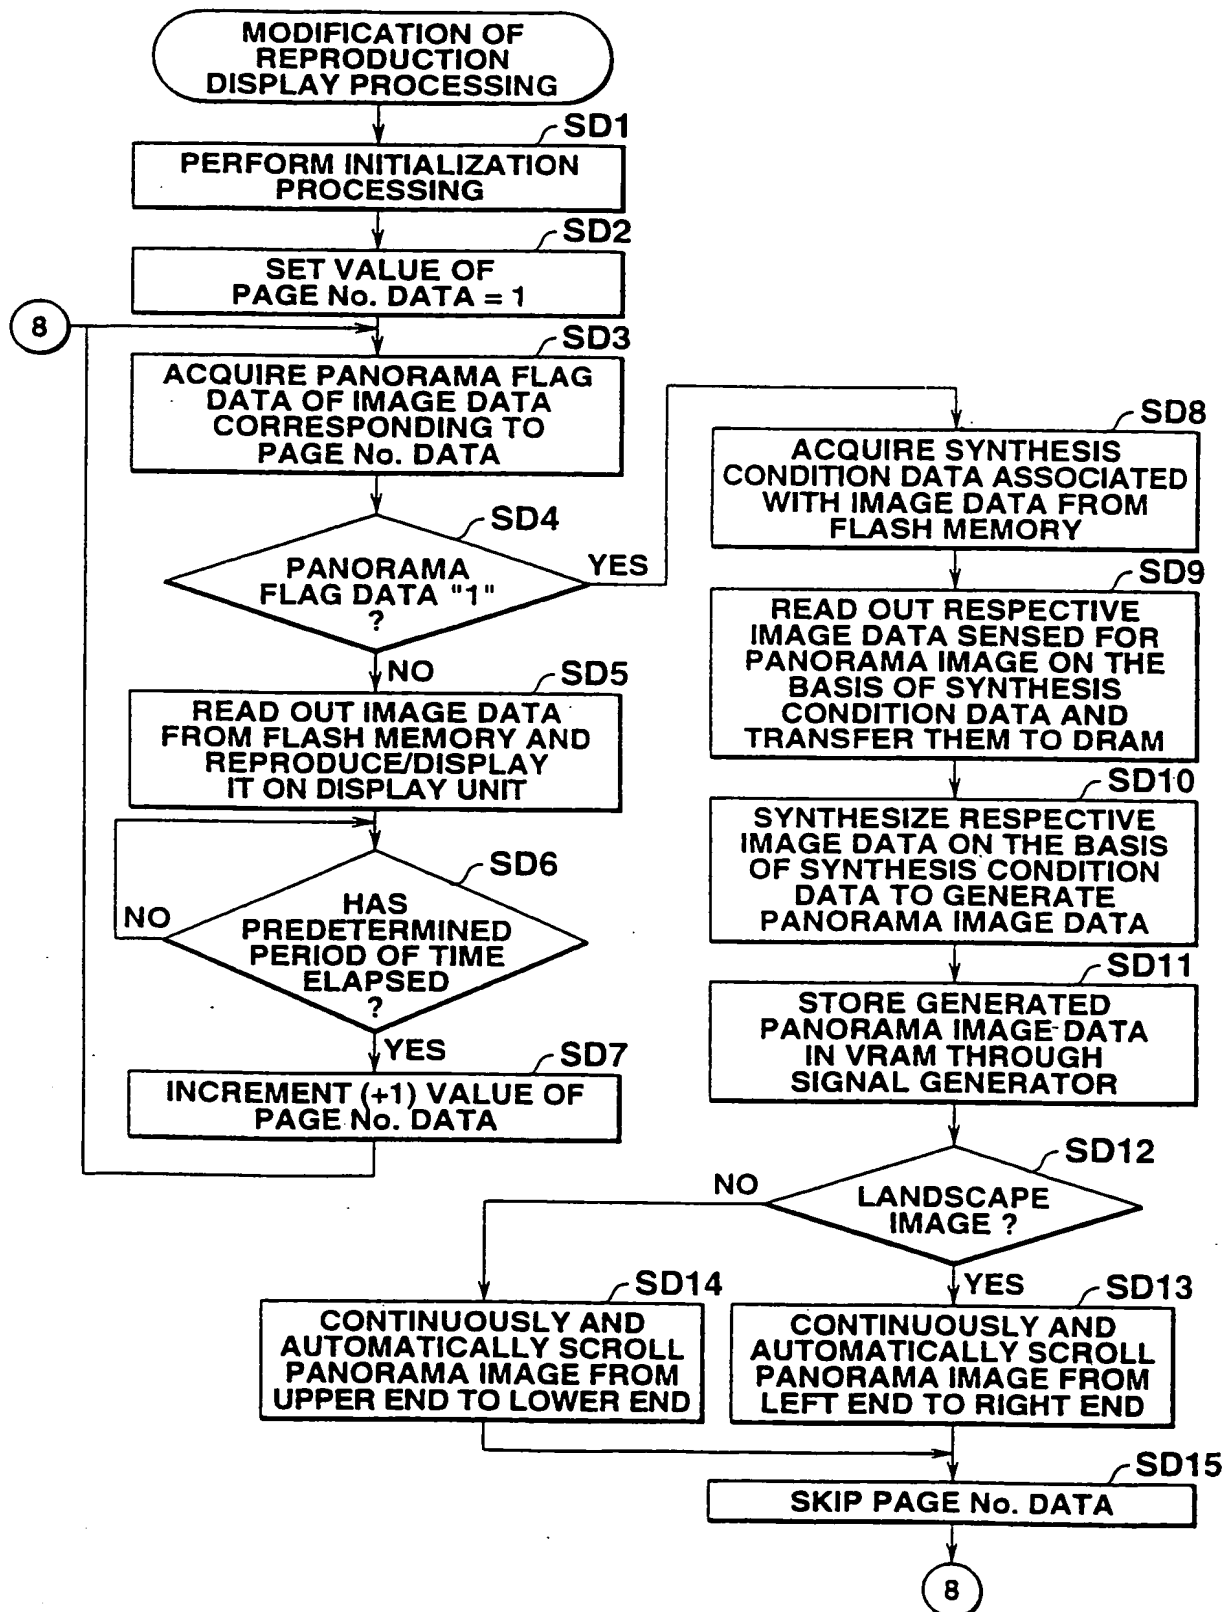 MODIFICATION OF
REPRODUCTION
DISPLAY PROCESSING
SD1
PERFORM INITIALIZATION
PROCESSING
SD2
SET VALUE OF
PAGE No. DATA = 1
8
SD3
ACQUIRE PANORAMA FLAG
DATA OF IMAGE DATA
CORRESPONDING TO
PAGE No. DATA
SD4
PANORAMA
FLAG DATA "1"
?
YES
NO
SD5
READ OUT IMAGE DATA
FROM FLASH MEMORY AND
REPRODUCE/DISPLAY
IT ON DISPLAY UNIT
SD6
HAS
PREDETERMINED
PERIOD OF TIME
ELAPSED
?
NO
YES
SD7
INCREMENT (+1) VALUE OF
PAGE No. DATA
SD8
ACQUIRE SYNTHESIS
CONDITION DATA ASSOCIATED
WITH IMAGE DATA FROM
FLASH MEMORY
SD9
READ OUT RESPECTIVE
IMAGE DATA SENSED FOR
PANORAMA IMAGE ON THE
BASIS OF SYNTHESIS
CONDITION DATA AND
TRANSFER THEM TO DRAM
SD10
SYNTHESIZE RESPECTIVE
IMAGE DATA ON THE BASIS
OF SYNTHESIS CONDITION
DATA TO GENERATE
PANORAMA IMAGE DATA
SD11
STORE GENERATED
PANORAMA IMAGE DATA
IN VRAM THROUGH
SIGNAL GENERATOR
SD12
LANDSCAPE
IMAGE ?
NO
YES
SD14
CONTINUOUSLY AND
AUTOMATICALLY SCROLL
PANORAMA IMAGE FROM
UPPER END TO LOWER END
SD13
CONTINUOUSLY AND
AUTOMATICALLY SCROLL
PANORAMA IMAGE FROM
LEFT END TO RIGHT END
SD15
SKIP PAGE No. DATA
8